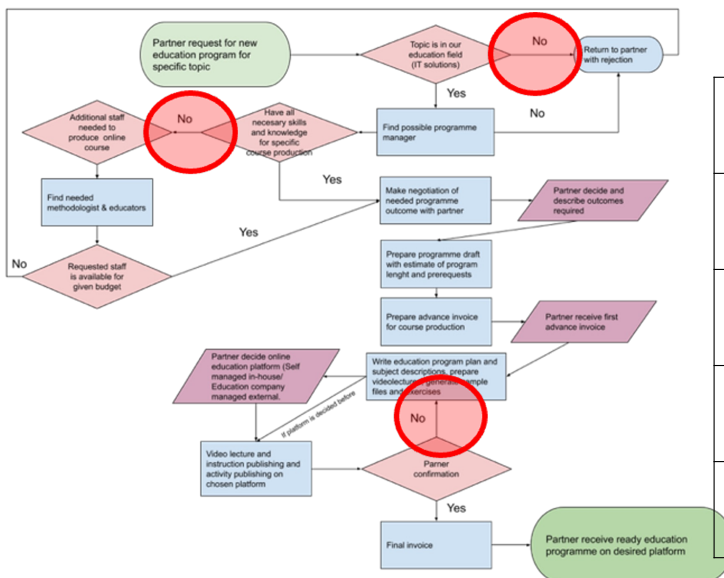 Partner request for new
education program for
specific topic
Topic is in our
education field
(IT solutions)
No
Return to partner
with rejection
Yes
Additional staff
needed to
produce online
course
No
Have all
necesary skills
and knowledge
for specific
course production
Find possible programme
manager
No
Yes
Find needed
methodologist & educators
Make negotiation of
needed programme
outcome with partner
Partner decide and
describe outcomes
required
Yes
No
Requested staff
is available for
given budget
Prepare programme draft
with estimate of program
lenght and prerequests
Prepare advance invoice
for course production
Partner receive first
advance invoice
Partner decide online
education platform (Self
managed in-house/
Education company
managed external.
Write education program plan and
subject descriptions, prepare
videolectures, generate sample
files and exercises
If platform is decided before
No
Video lecture and
instruction publishing and
activity publishing on
chosen platform
Parner
confirmation
Yes
Final invoice
Partner receive ready education
programme on desired platform